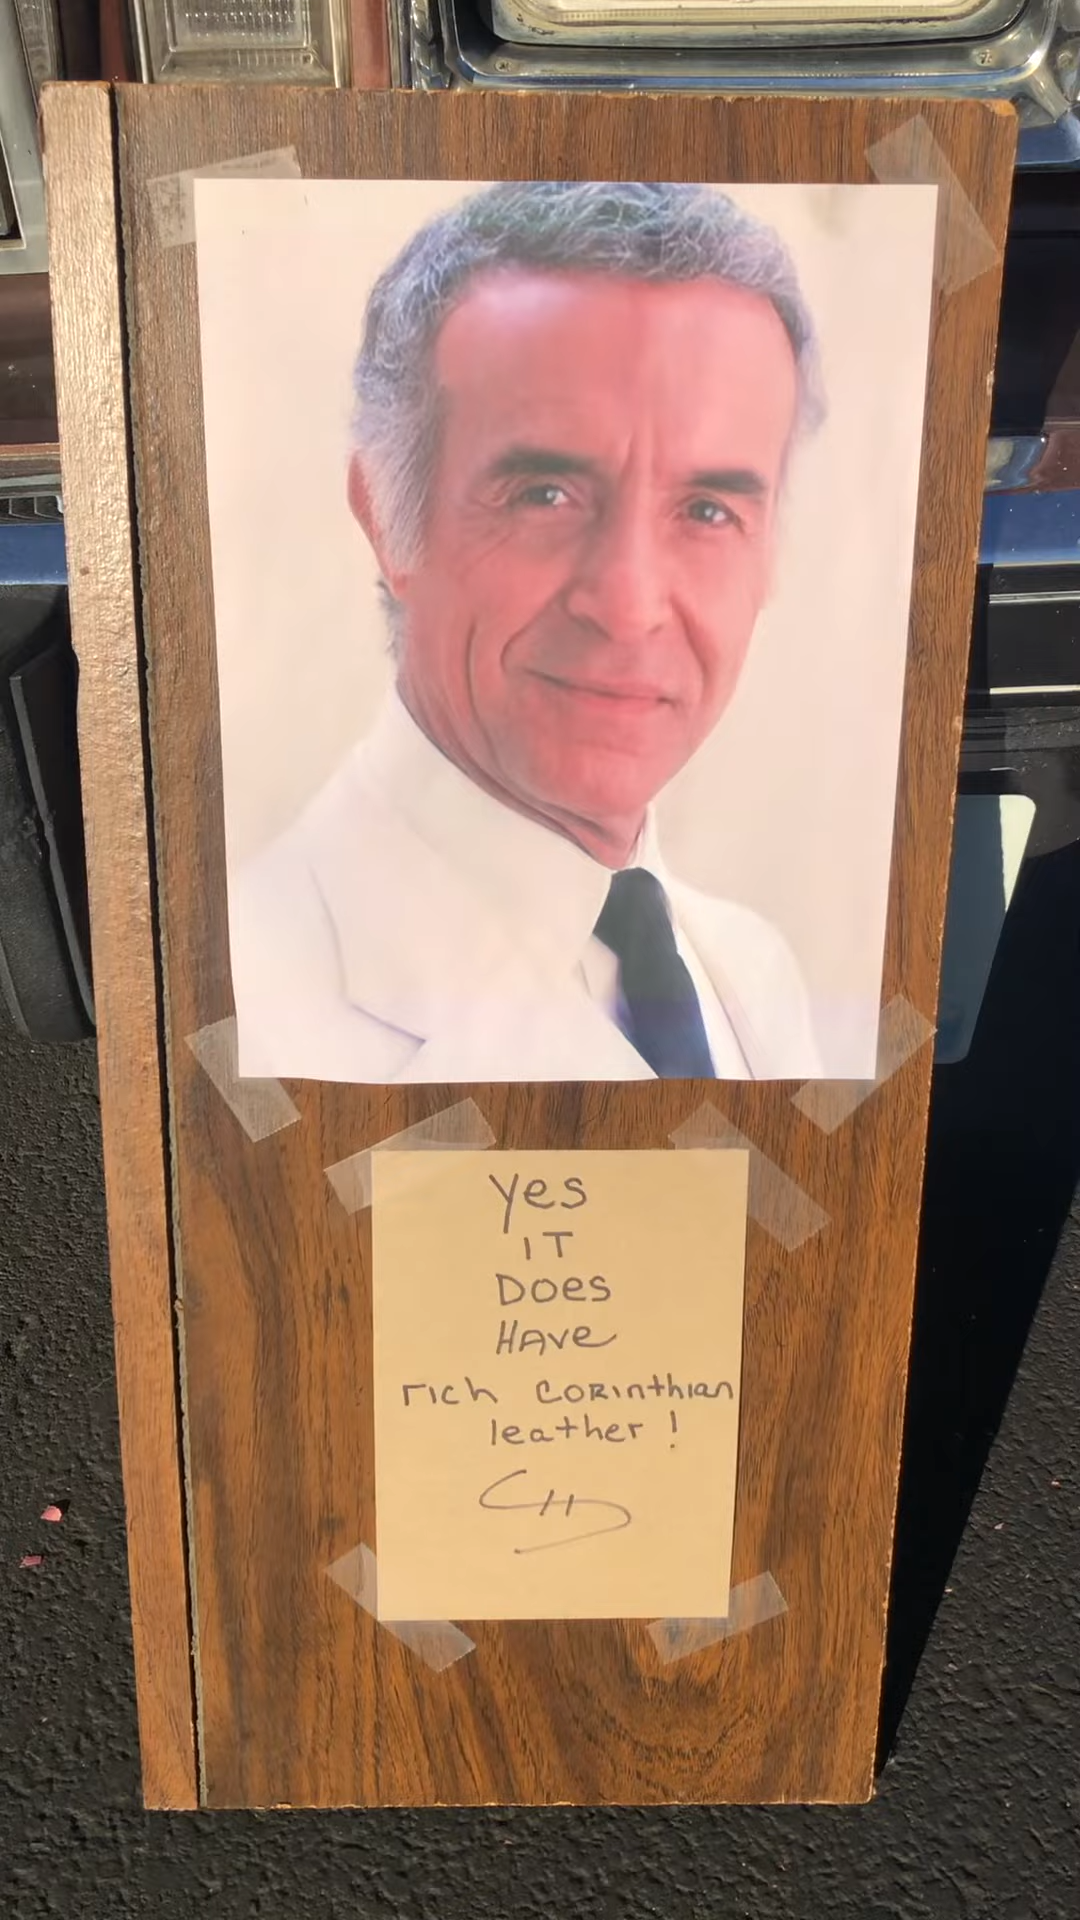 Yes
IT
Does
HAve
rich CORinthian
leather !